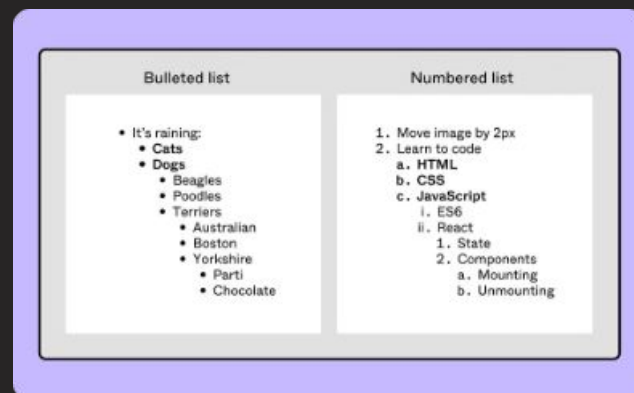 Bulleted list
• It's raining:
• Cats
• Dogs
• Beagles
• Poodles
• Terriers
• Australian
• Boston
• Yorkshire
• Parti
• Chocolate
Numbered list
1. Move image by 2px
2. Learn to code
a. HTML
b. CSS
c. JavaScript
i. ES6
ii. React
1. State
2. Components
a. Mounting
b. Unmounting